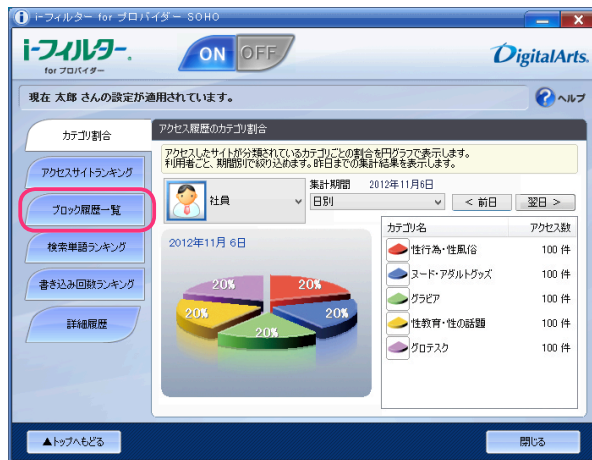 i-フィルター for プロバイダー SOHO
i-フィルター®
for プロバイダー
ON OFF
DigitalArts.
現在 太郎 さんの設定が適用されています。
ヘルプ
カテゴリ割合
アクセスサイトランキング
ブロック履歴一覧
検索単語ランキング
書き込み回数ランキング
詳細履歴
アクセス履歴のカテゴリ割合
アクセスしたサイトが分類されているカテゴリごとの割合を円グラフで表示します。
利用者ごと、期間別で絞り込めます。昨日までの集計結果を表示します。
社員
集計期間 2012年11月6日
日別
< 前日
翌日 >
2012年11月 6日
20%
20%
20%
20%
20%
カテゴリ名 アクセス数
性行為・性風俗 100 件
ヌード・アダルトグッズ 100 件
グラビア 100 件
性教育・性の話題 100 件
グロテスク 100 件
▲トップへもどる
閉じる